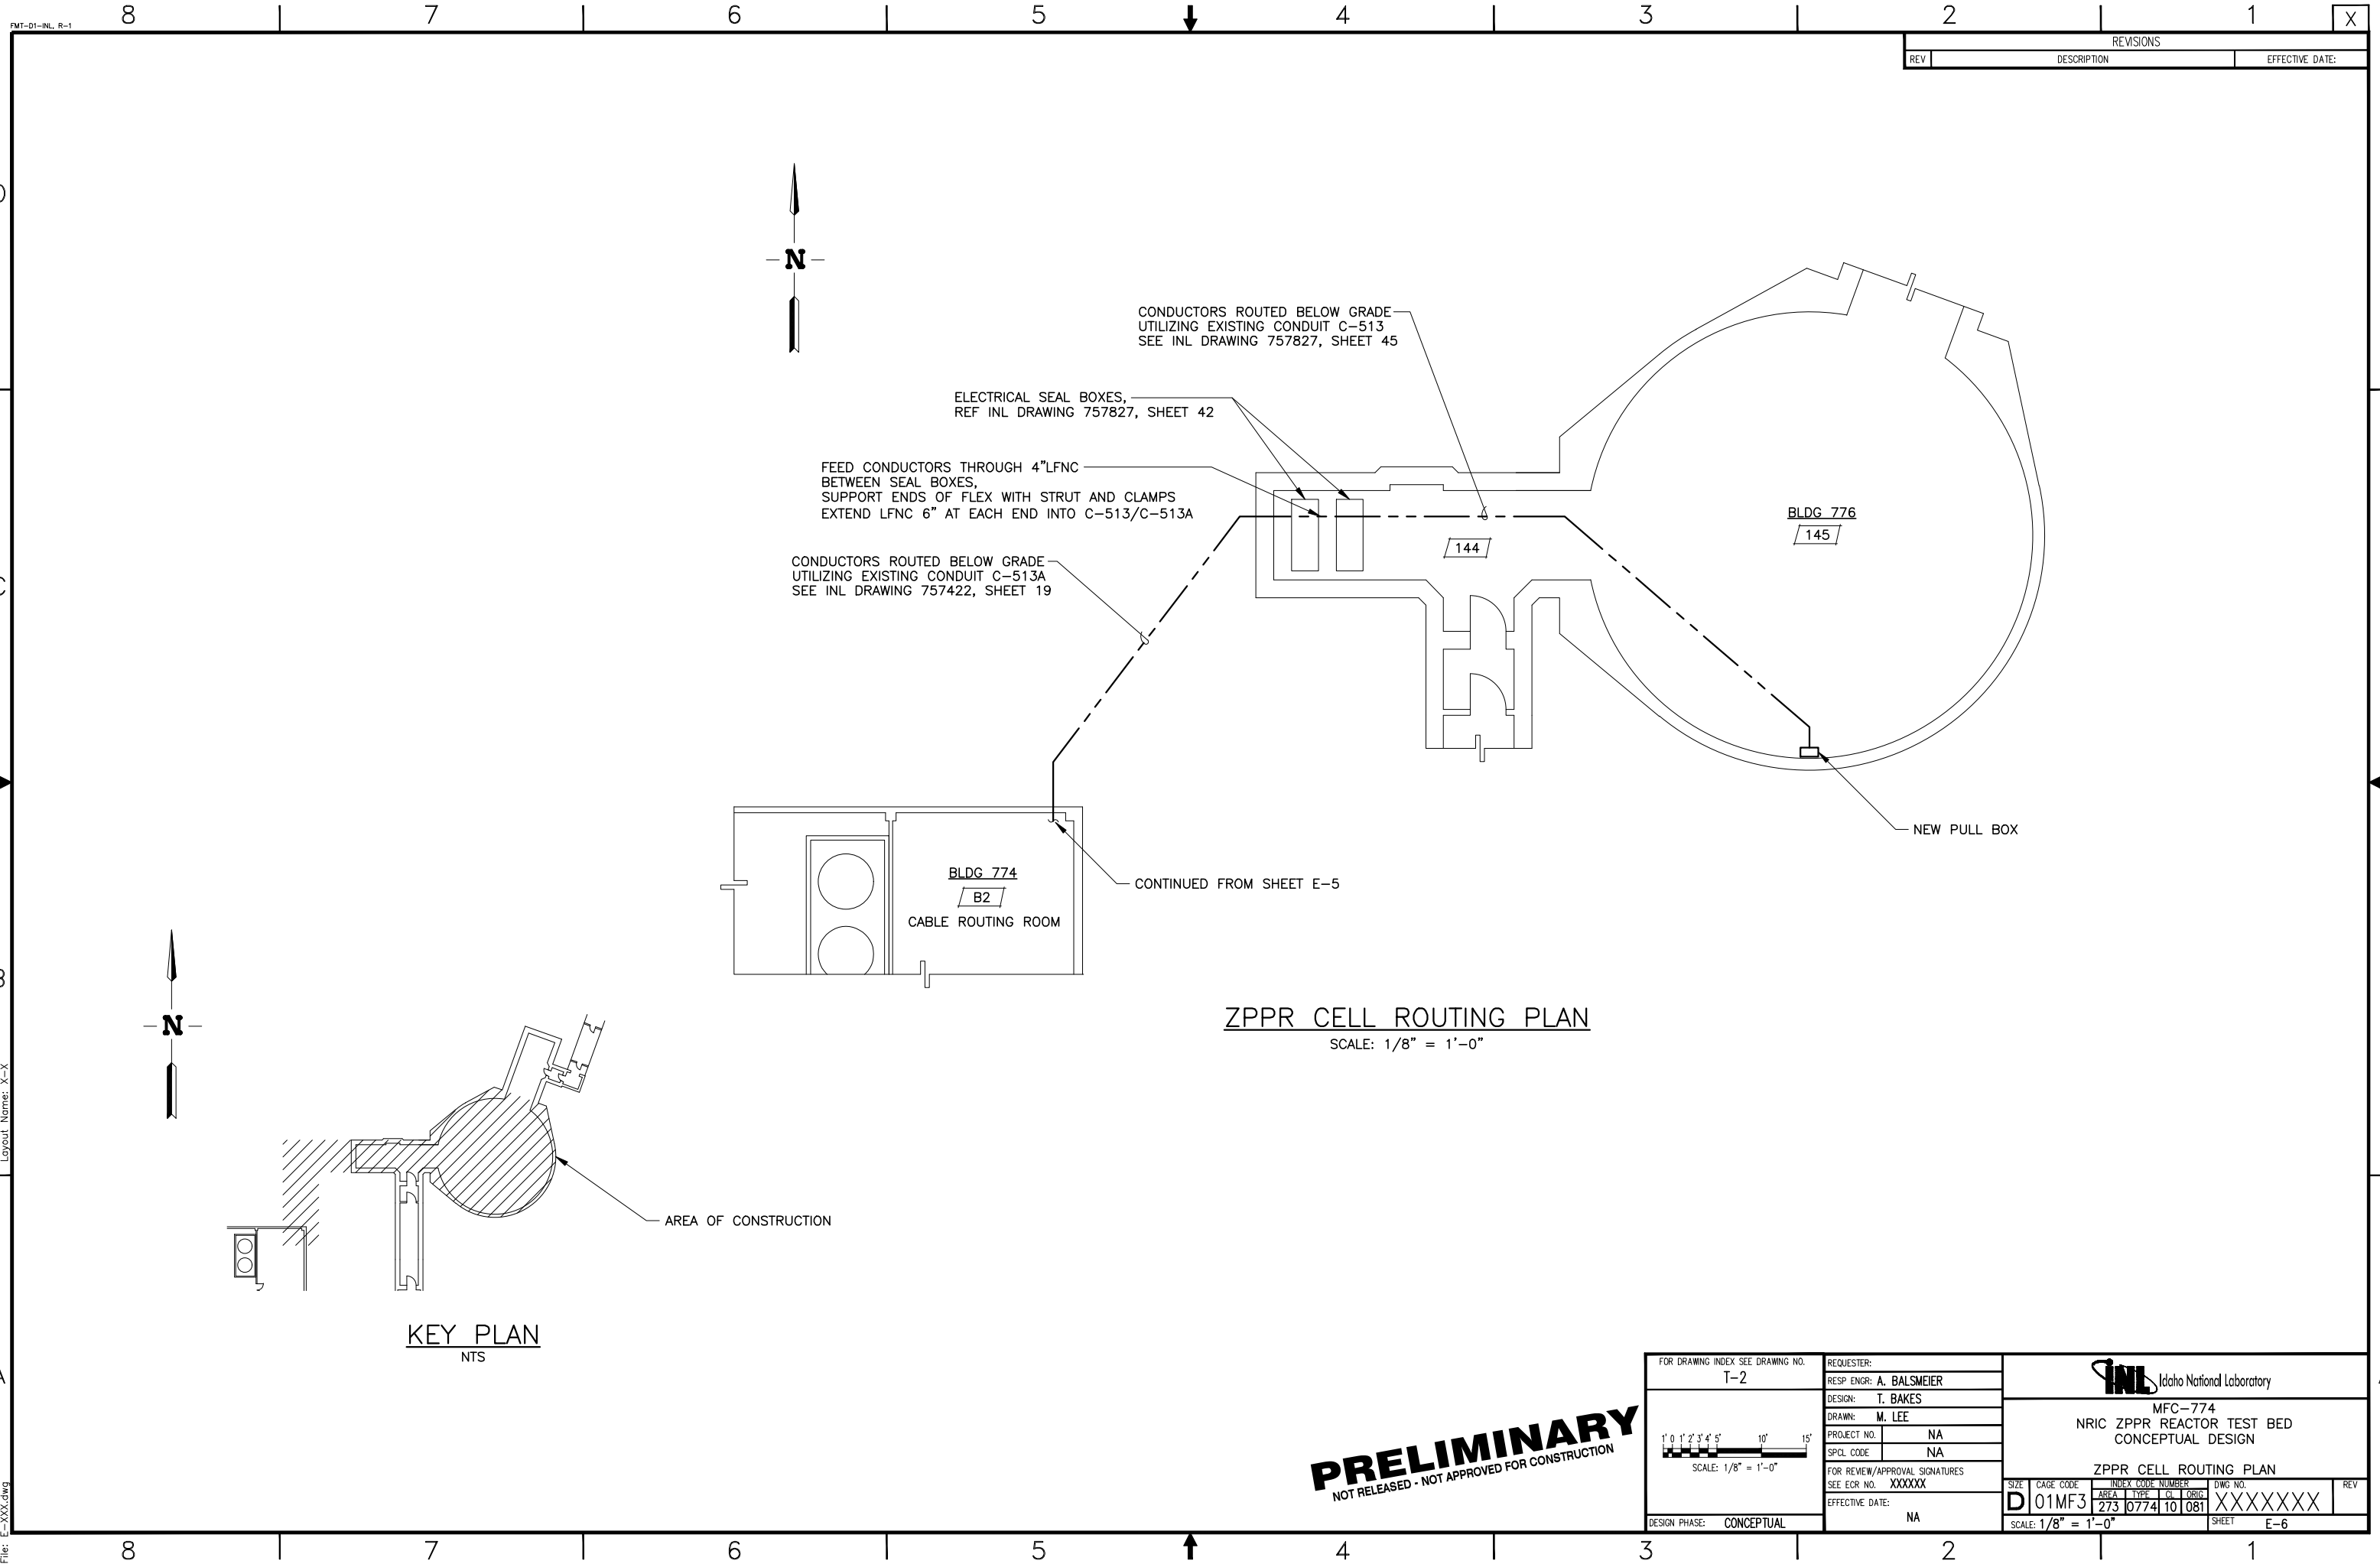 FMT-D1-INL, R-1
8 7 6 5 4 3 2 1 X
REVISIONS
REV DESCRIPTION EFFECTIVE DATE:
N
CONDUCTORS ROUTED BELOW GRADE
UTILIZING EXISTING CONDUIT C-513
SEE INL DRAWING 757827, SHEET 45
ELECTRICAL SEAL BOXES,
REF INL DRAWING 757827, SHEET 42
FEED CONDUCTORS THROUGH 4"LFNC
BETWEEN SEAL BOXES,
SUPPORT ENDS OF FLEX WITH STRUT AND CLAMPS
EXTEND LFNC 6" AT EACH END INTO C-513/C-513A
CONDUCTORS ROUTED BELOW GRADE
UTILIZING EXISTING CONDUIT C-513A
SEE INL DRAWING 757422, SHEET 19
144
BLDG 776
145
NEW PULL BOX
BLDG 774
B2
CABLE ROUTING ROOM
CONTINUED FROM SHEET E-5
ZPPR CELL ROUTING PLAN
SCALE: 1/8" = 1'-0"
N
AREA OF CONSTRUCTION
KEY PLAN
NTS
Layout Name: X-X
File: E-XXX.dwg
PRELIMINARY
NOT RELEASED - NOT APPROVED FOR CONSTRUCTION
FOR DRAWING INDEX SEE DRAWING NO.
T-2
1' 0 1' 2' 3' 4' 5' 10' 15'
SCALE: 1/8" = 1'-0"
DESIGN PHASE: CONCEPTUAL
REQUESTER:
RESP ENGR: A. BALSMEIER
DESIGN: T. BAKES
DRAWN: M. LEE
PROJECT NO. NA
SPCL CODE NA
FOR REVIEW/APPROVAL SIGNATURES
SEE ECR NO. XXXXXX
EFFECTIVE DATE:
NA
INL Idaho National Laboratory
MFC-774
NRIC ZPPR REACTOR TEST BED
CONCEPTUAL DESIGN
ZPPR CELL ROUTING PLAN
SIZE CAGE CODE INDEX CODE NUMBER DWG NO. REV
AREA TYPE CL ORIG
D 01MF3 273 0774 10 081 XXXXXXX
SCALE: 1/8" = 1'-0" SHEET E-6
8 7 6 5 4 3 2 1